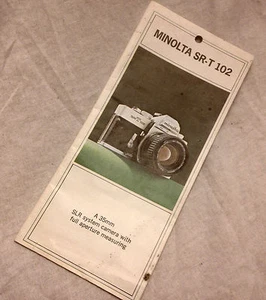 MINOLTA SR-T 102
A 35mm
SLR system camera with
full aperture measuring